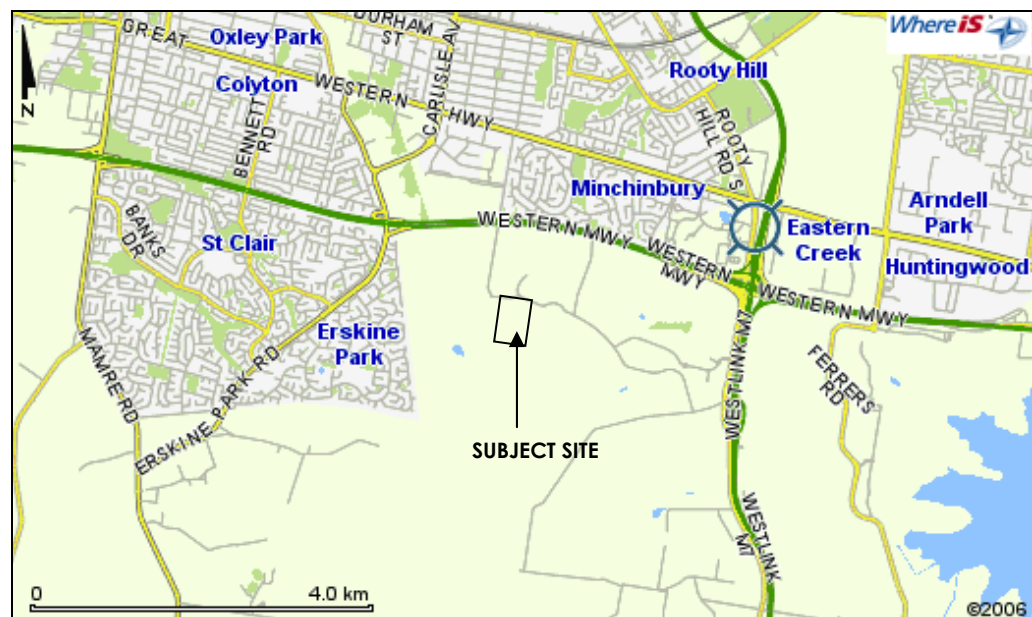 WhereiS
DURHAM
ST
Oxley Park
GREAT
Colyton
CARLISLE AV
Rooty Hill
WESTERN
HWY
BENNETT
RD
ROOTY
HILL RD S
N
Minchinbury
Arndell
Park
BANKS
DR
St Clair
WESTERN MWY
WESTERN
MWY
Eastern
Creek
Huntingwood
WESTERN MWY
Erskine
Park
MAMRE RD
ERSKINE PARK RD
WESTLINK M7
FERRERS
RD
SUBJECT SITE
WESTLINK
M7
0 4.0 km
©2006